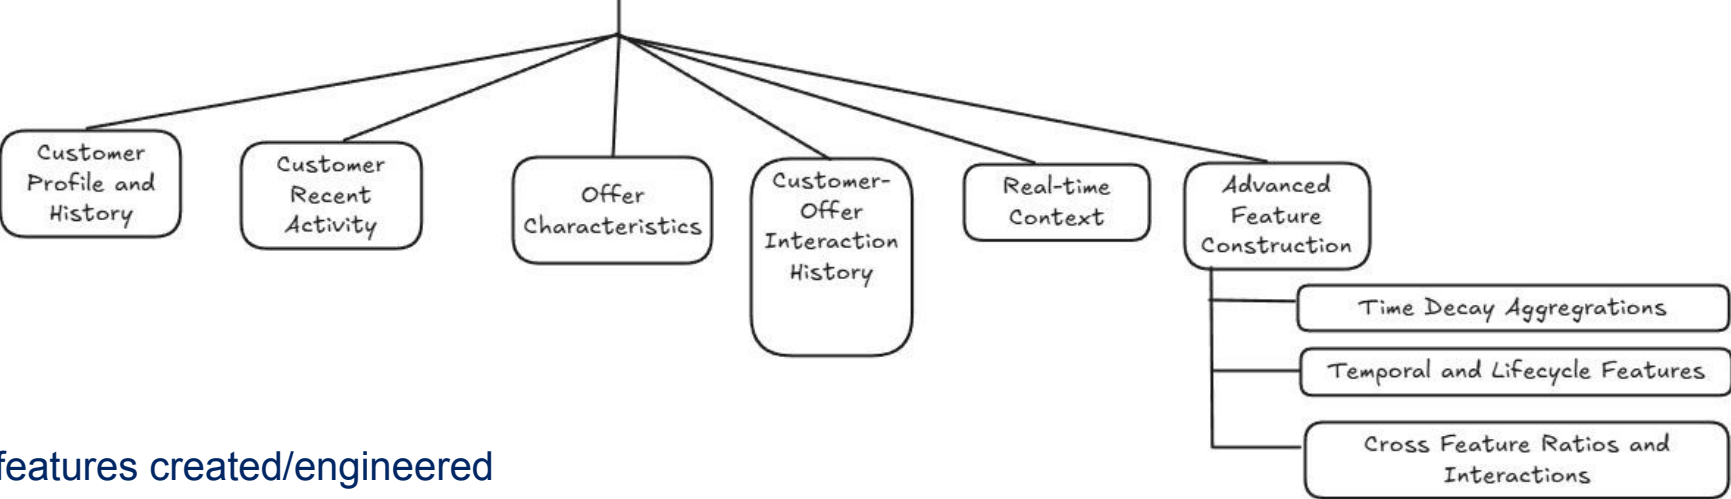 Customer
Profile and
History
Customer
Recent
Activity
Offer
Characteristics
Customer-
Offer
Interaction
History
Real-time
Context
Advanced
Feature
Construction
Time Decay Aggregrations
Temporal and Lifecycle Features
Cross Feature Ratios and
Interactions
features created/engineered